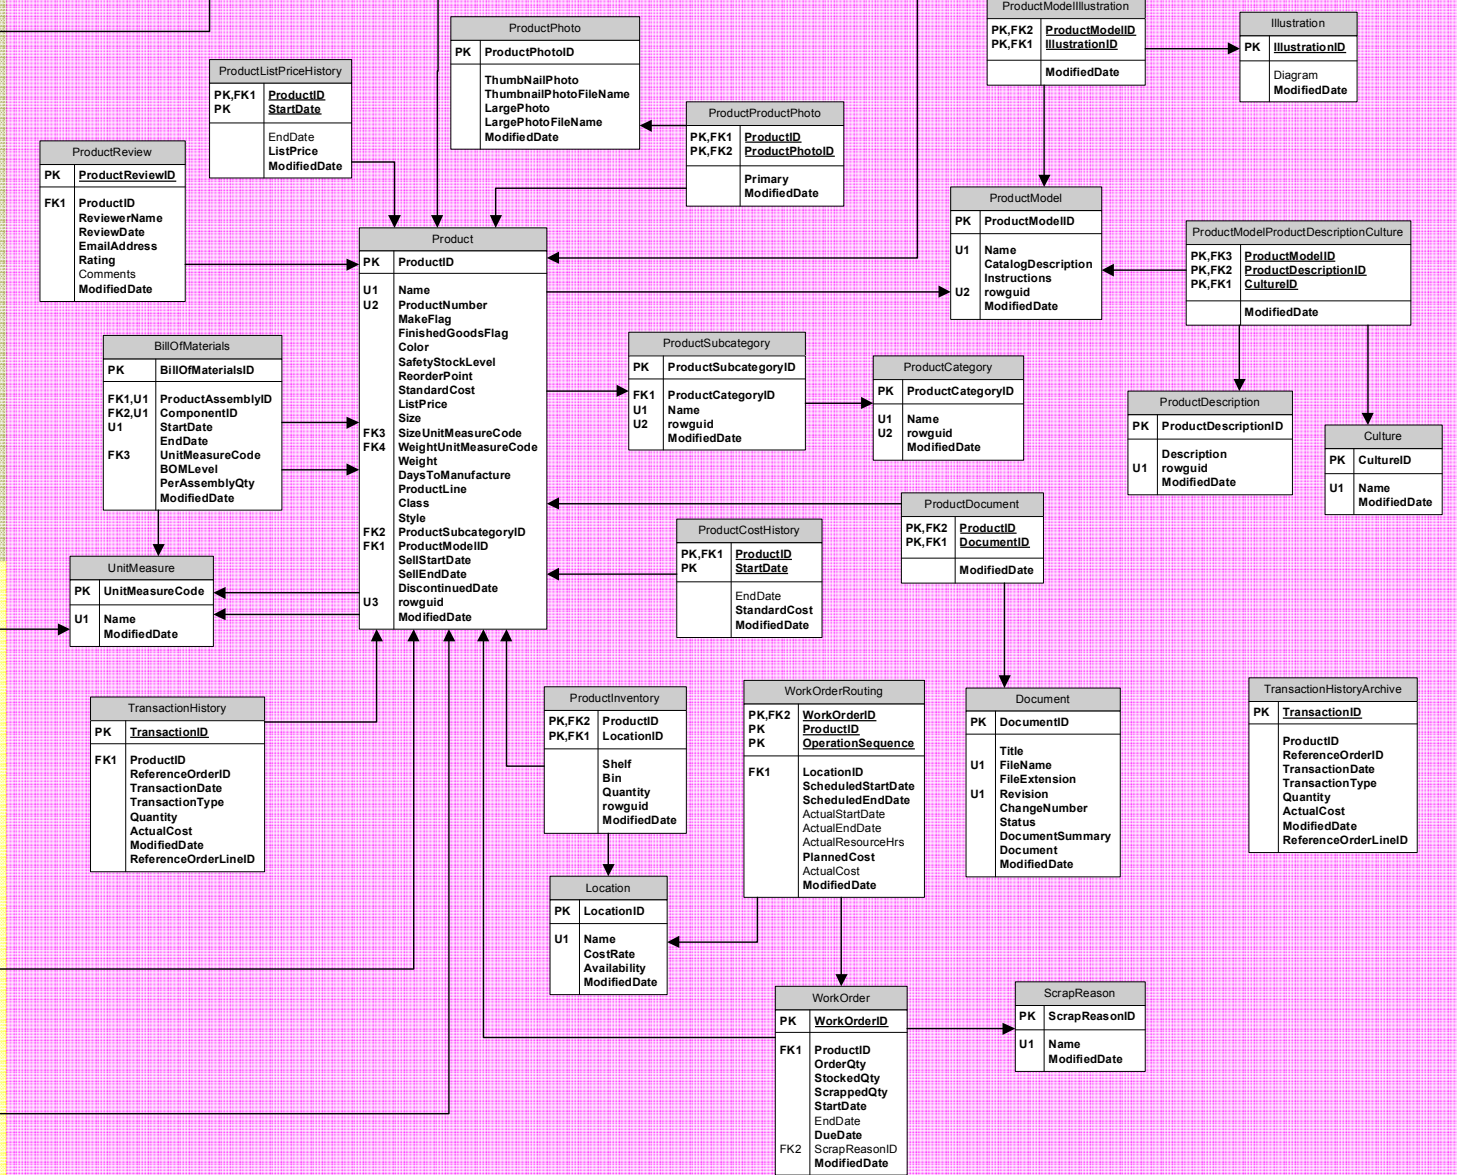 ProductModelIllustration
PK,FK2 ProductModelID
PK,FK1 IllustrationID
ModifiedDate
Illustration
PK IllustrationID
Diagram
ModifiedDate
ProductPhoto
PK ProductPhotoID
ThumbNailPhoto
ThumbnailPhotoFileName
LargePhoto
LargePhotoFileName
ModifiedDate
ProductListPriceHistory
PK,FK1 ProductID
PK StartDate
EndDate
ListPrice
ModifiedDate
ProductProductPhoto
PK,FK1 ProductID
PK,FK2 ProductPhotoID
Primary
ModifiedDate
ProductReview
PK ProductReviewID
FK1 ProductID
ReviewerName
ReviewDate
EmailAddress
Rating
Comments
ModifiedDate
ProductModel
PK ProductModelID
U1 Name
CatalogDescription
Instructions
U2 rowguid
ModifiedDate
ProductModelProductDescriptionCulture
PK,FK3 ProductModelID
PK,FK2 ProductDescriptionID
PK,FK1 CultureID
ModifiedDate
Product
PK ProductID
U1 Name
U2 ProductNumber
MakeFlag
FinishedGoodsFlag
Color
SafetyStockLevel
ReorderPoint
StandardCost
ListPrice
Size
FK3 SizeUnitMeasureCode
FK4 WeightUnitMeasureCode
Weight
DaysToManufacture
ProductLine
Class
Style
FK2 ProductSubcategoryID
FK1 ProductModelID
SellStartDate
SellEndDate
DiscontinuedDate
U3 rowguid
ModifiedDate
BillOfMaterials
PK BillOfMaterialsID
FK1,U1 ProductAssemblyID
FK2,U1 ComponentID
U1 StartDate
EndDate
FK3 UnitMeasureCode
BOMLevel
PerAssemblyQty
ModifiedDate
ProductSubcategory
PK ProductSubcategoryID
FK1 ProductCategoryID
U1 Name
U2 rowguid
ModifiedDate
ProductCategory
PK ProductCategoryID
U1 Name
U2 rowguid
ModifiedDate
ProductDescription
PK ProductDescriptionID
Description
U1 rowguid
ModifiedDate
Culture
PK CultureID
U1 Name
ModifiedDate
ProductDocument
PK,FK2 ProductID
PK,FK1 DocumentID
ModifiedDate
ProductCostHistory
PK,FK1 ProductID
PK StartDate
EndDate
StandardCost
ModifiedDate
UnitMeasure
PK UnitMeasureCode
U1 Name
ModifiedDate
TransactionHistory
PK TransactionID
FK1 ProductID
ReferenceOrderID
TransactionDate
TransactionType
Quantity
ActualCost
ModifiedDate
ReferenceOrderLineID
ProductInventory
PK,FK2 ProductID
PK,FK1 LocationID
Shelf
Bin
Quantity
rowguid
ModifiedDate
WorkOrderRouting
PK,FK2 WorkOrderID
PK ProductID
PK OperationSequence
FK1 LocationID
ScheduledStartDate
ScheduledEndDate
ActualStartDate
ActualEndDate
ActualResourceHrs
PlannedCost
ActualCost
ModifiedDate
Document
PK DocumentID
Title
U1 FileName
FileExtension
U1 Revision
ChangeNumber
Status
DocumentSummary
Document
ModifiedDate
TransactionHistoryArchive
PK TransactionID
ProductID
ReferenceOrderID
TransactionDate
TransactionType
Quantity
ActualCost
ModifiedDate
ReferenceOrderLineID
Location
PK LocationID
U1 Name
CostRate
Availability
ModifiedDate
WorkOrder
PK WorkOrderID
FK1 ProductID
OrderQty
StockedQty
ScrappedQty
StartDate
EndDate
DueDate
FK2 ScrapReasonID
ModifiedDate
ScrapReason
PK ScrapReasonID
U1 Name
ModifiedDate